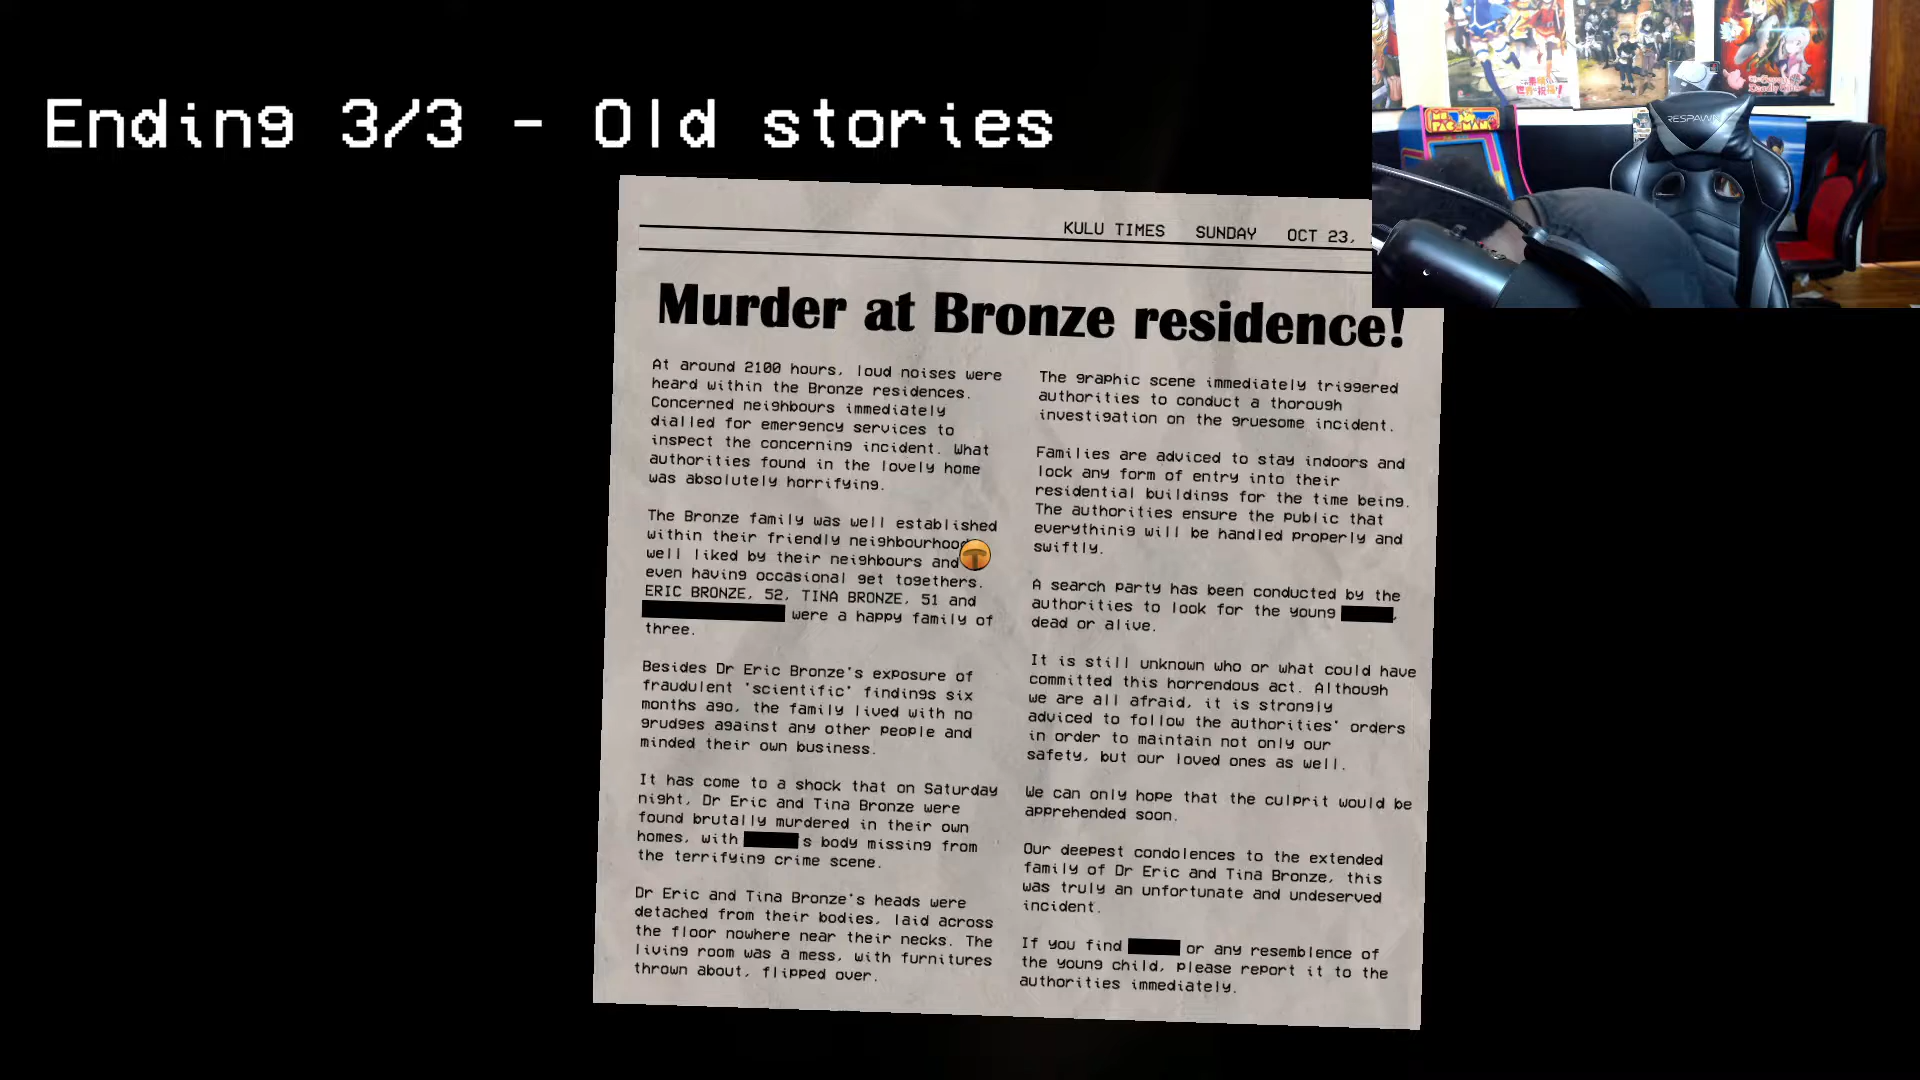 Ending 3/3 - Old stories
KULU TIMES SUNDAY OCT 23,
Murder at Bronze residence!
At around 2100 hours, loud noises were
heard within the Bronze residences.
Concerned neighbours immediately
dialled for emergency services to
inspect the concerning incident. What
authorities found in the lovely home
was absolutely horrifying.
The Bronze family was well established
within their friendly neighbourhood
well liked by their neighbours and
even having occasional get togethers.
ERIC BRONZE, 52, TINA BRONZE, 51 and
were a happy family of
three.
Besides Dr Eric Bronze's exposure of
fraudulent 'scientific' findings six
months ago, the family lived with no
grudges against any other people and
minded their own business.
It has come to a shock that on Saturday
night, Dr Eric and Tina Bronze were
found brutally murdered in their own
homes, with s body missing from
the terrifying crime scene.
Dr Eric and Tina Bronze's heads were
detached from their bodies, laid across
the floor nowhere near their necks. The
living room was a mess, with furnitures
thrown about, flipped over.
The graphic scene immediately triggered
authorities to conduct a thorough
investigation on the gruesome incident.
Families are adviced to stay indoors and
lock any form of entry into their
residential buildings for the time being.
The authorities ensure the public that
everythinig will be handled properly and
swiftly.
A search party has been conducted by the
authorities to look for the young ,
dead or alive.
It is still unknown who or what could have
committed this horrendous act. Although
we are all afraid, it is strongly
adviced to follow the authorities' orders
in order to maintain not only our
safety, but our loved ones as well.
We can only hope that the culprit would be
apprehended soon.
Our deepest condolences to the extended
family of Dr Eric and Tina Bronze, this
was truly an unfortunate and undeserved
incident.
If you find or any resemblence of
the young child, please report it to the
authorities immediately.
MS. PAC-MAN
RESPAWN